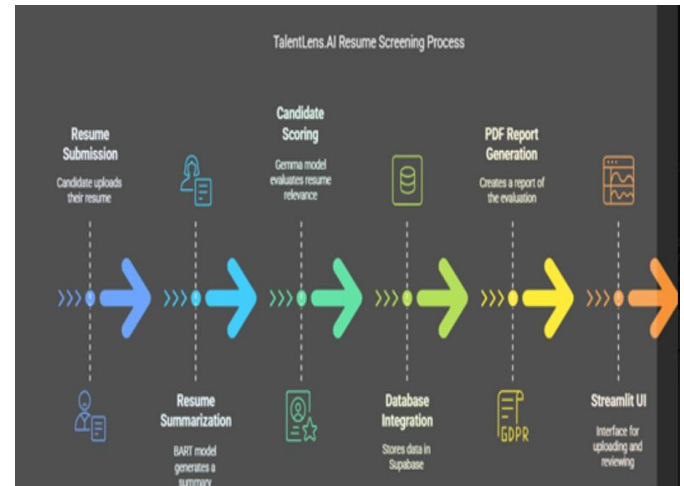 TalentLens.AI Resume Screening Process
Resume
Submission
Candidate uploads
their resume
Resume
Summarization
BART model
generates a
summary
Candidate
Scoring
Gemma model
evaluates resume
relevance
Database
Integration
Stores data in
Supabase
PDF Report
Generation
Creates a report of
the evaluation
GDPR
Streamlit UI
Interface for
uploading and
reviewing